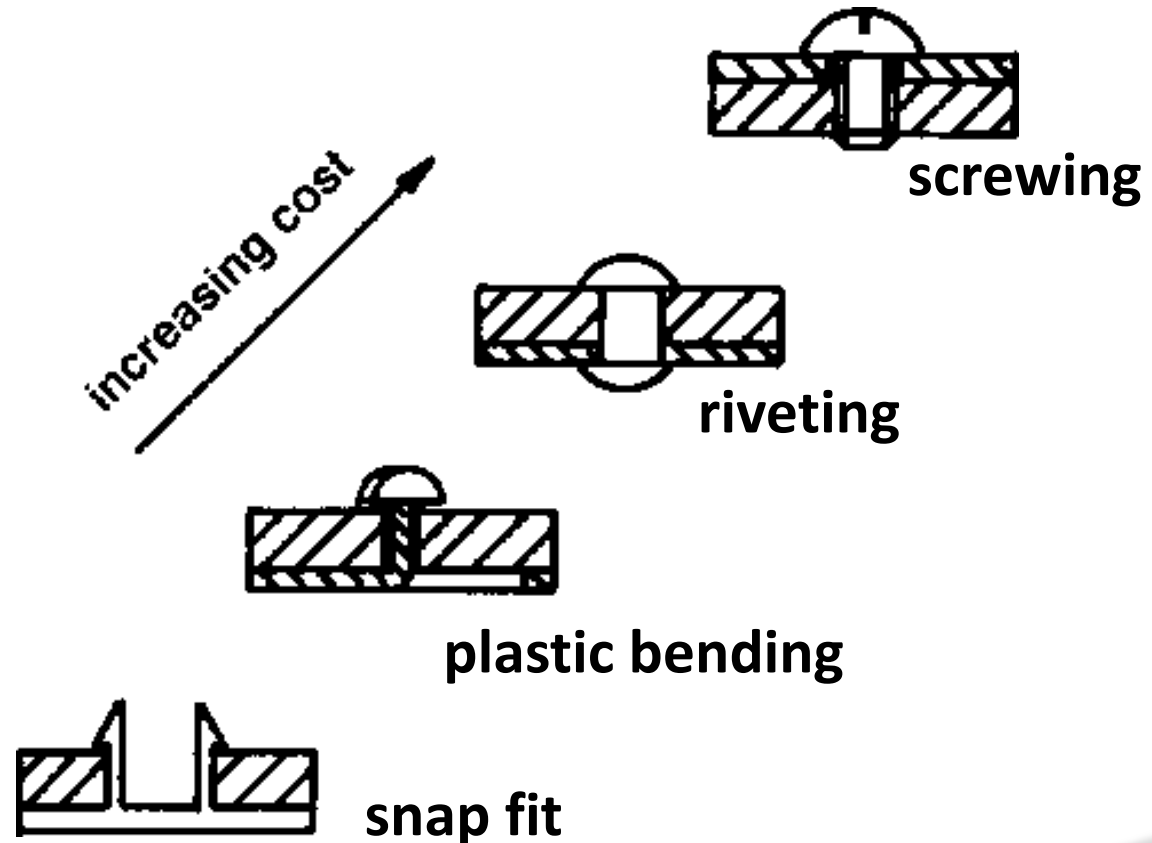 screwing
increasing cost
riveting
plastic bending
snap fit